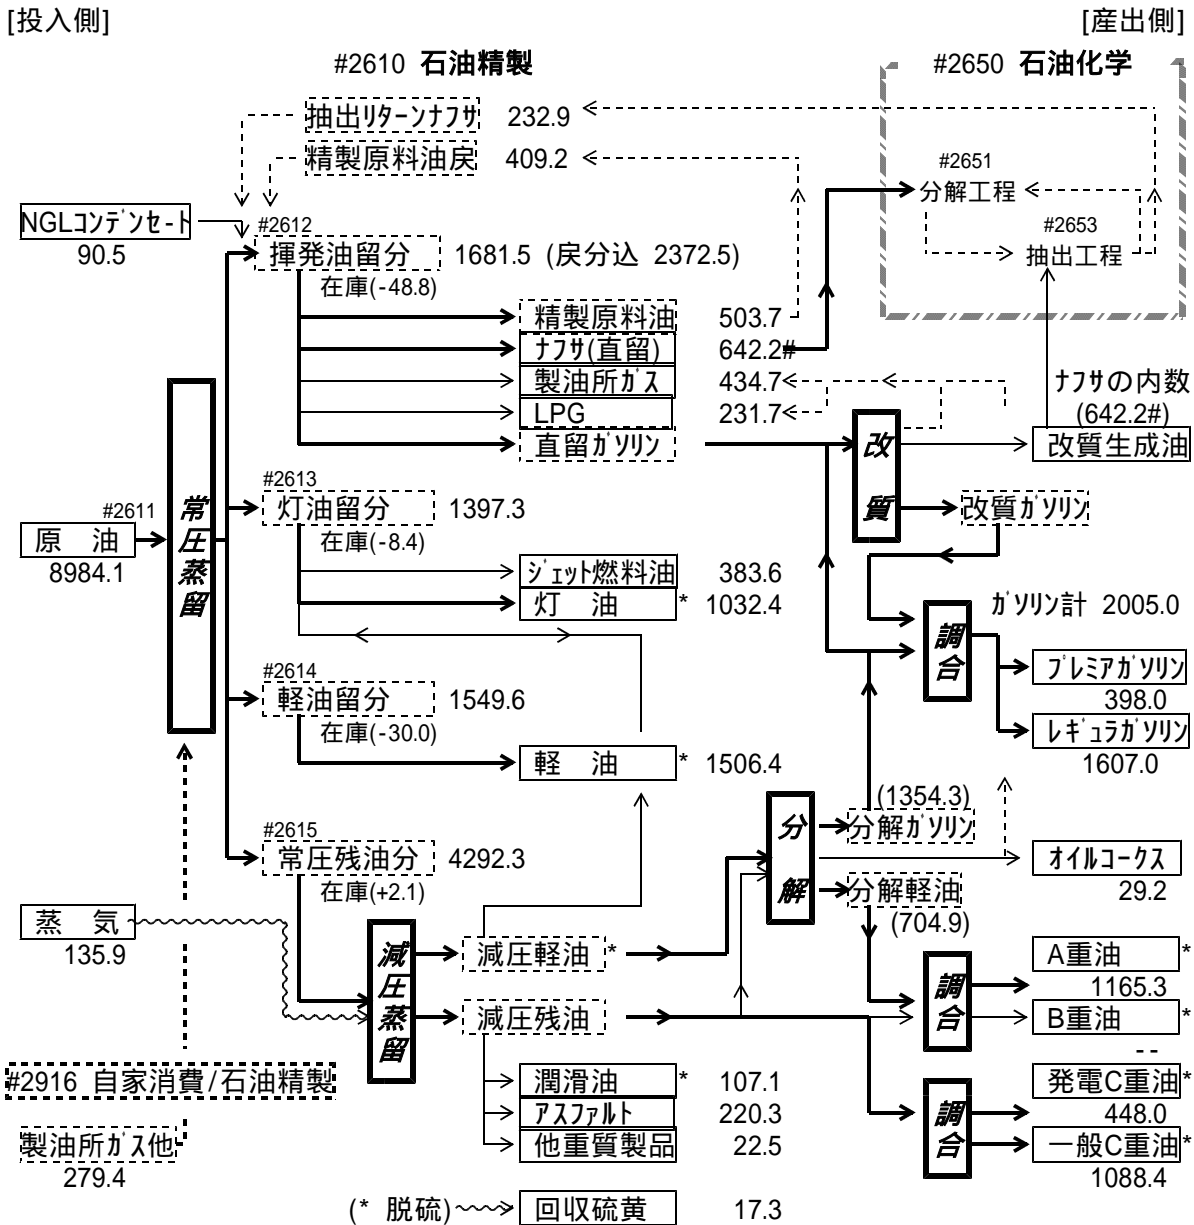 [投入側] [産出側]
#2610 石油精製 #2650 石油化学
抽出ﾘﾀｰﾝﾅﾌｻ 232.9
精製原料油戻 409.2
#2651
分解工程
NGLｺﾝﾃﾞﾝｾ-ﾄ
90.5
#2612
揮発油留分 1681.5 (戻分込 2372.5)
在庫(-48.8)
#2653
抽出工程
精製原料油 503.7
ﾅﾌｻ(直留) 642.2#
製油所ｶﾞｽ 434.7
LPG 231.7
直留ｶﾞｿﾘﾝ
ﾅﾌｻの内数
(642.2#)
改質生成油
改質
改質ｶﾞｿﾘﾝ
#2613
灯油留分 1397.3
在庫(-8.4)
#2611
原 油
8984.1
常圧蒸留
ｼﾞｪｯﾄ燃料油 383.6
灯 油 * 1032.4
ｶﾞｿﾘﾝ計 2005.0
調合
ﾌﾟﾚﾐｱｶﾞｿﾘﾝ
398.0
ﾚｷﾞｭﾗｶﾞｿﾘﾝ
1607.0
#2614
軽油留分 1549.6
在庫(-30.0)
軽 油 * 1506.4
#2615
常圧残油分 4292.3
在庫(+2.1)
分解
(1354.3)
分解ｶﾞｿﾘﾝ
ｵｲﾙｺｰｸｽ
29.2
分解軽油
(704.9)
蒸 気
135.9
減圧蒸留
減圧軽油 *
減圧残油
調合
A重油 *
1165.3
B重油 *
--
#2916 自家消費/石油精製
製油所ｶﾞｽ他
279.4
潤滑油 * 107.1
ｱｽﾌｧﾙﾄ 220.3
他重質製品 22.5
調合
発電C重油 *
448.0
一般C重油 *
1088.4
(* 脱硫) 回収硫黄 17.3